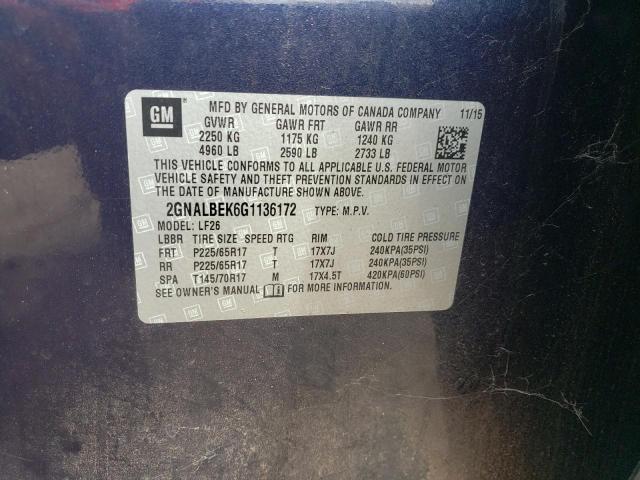 GM
MFD BY GENERAL MOTORS OF CANADA COMPANY 11/15
GVWR GAWR FRT GAWR RR
2250 KG 1175 KG 1240 KG
4960 LB 2590 LB 2733 LB
THIS VEHICLE CONFORMS TO ALL APPLICABLE U.S. FEDERAL MOTOR
VEHICLE SAFETY AND THEFT PREVENTION STANDARDS IN EFFECT
ON THE DATE OF MANUFACTURE
SHOWN ABOVE.
2GNALBEK6G1136172 TYPE: M.P.V.
MODEL: LF26
LBBR TIRE SIZE SPEED RTG RIM COLD TIRE PRESSURE
FRT P225/65R17 T 17X7J 240KPA(35PSI)
RR P225/65R17 T 17X7J 240KPA(35PSI)
SPA T145/70R17 M 17X4.5T 420KPA(60PSI)
SEE OWNER'S MANUAL FOR MORE INFORMATION.